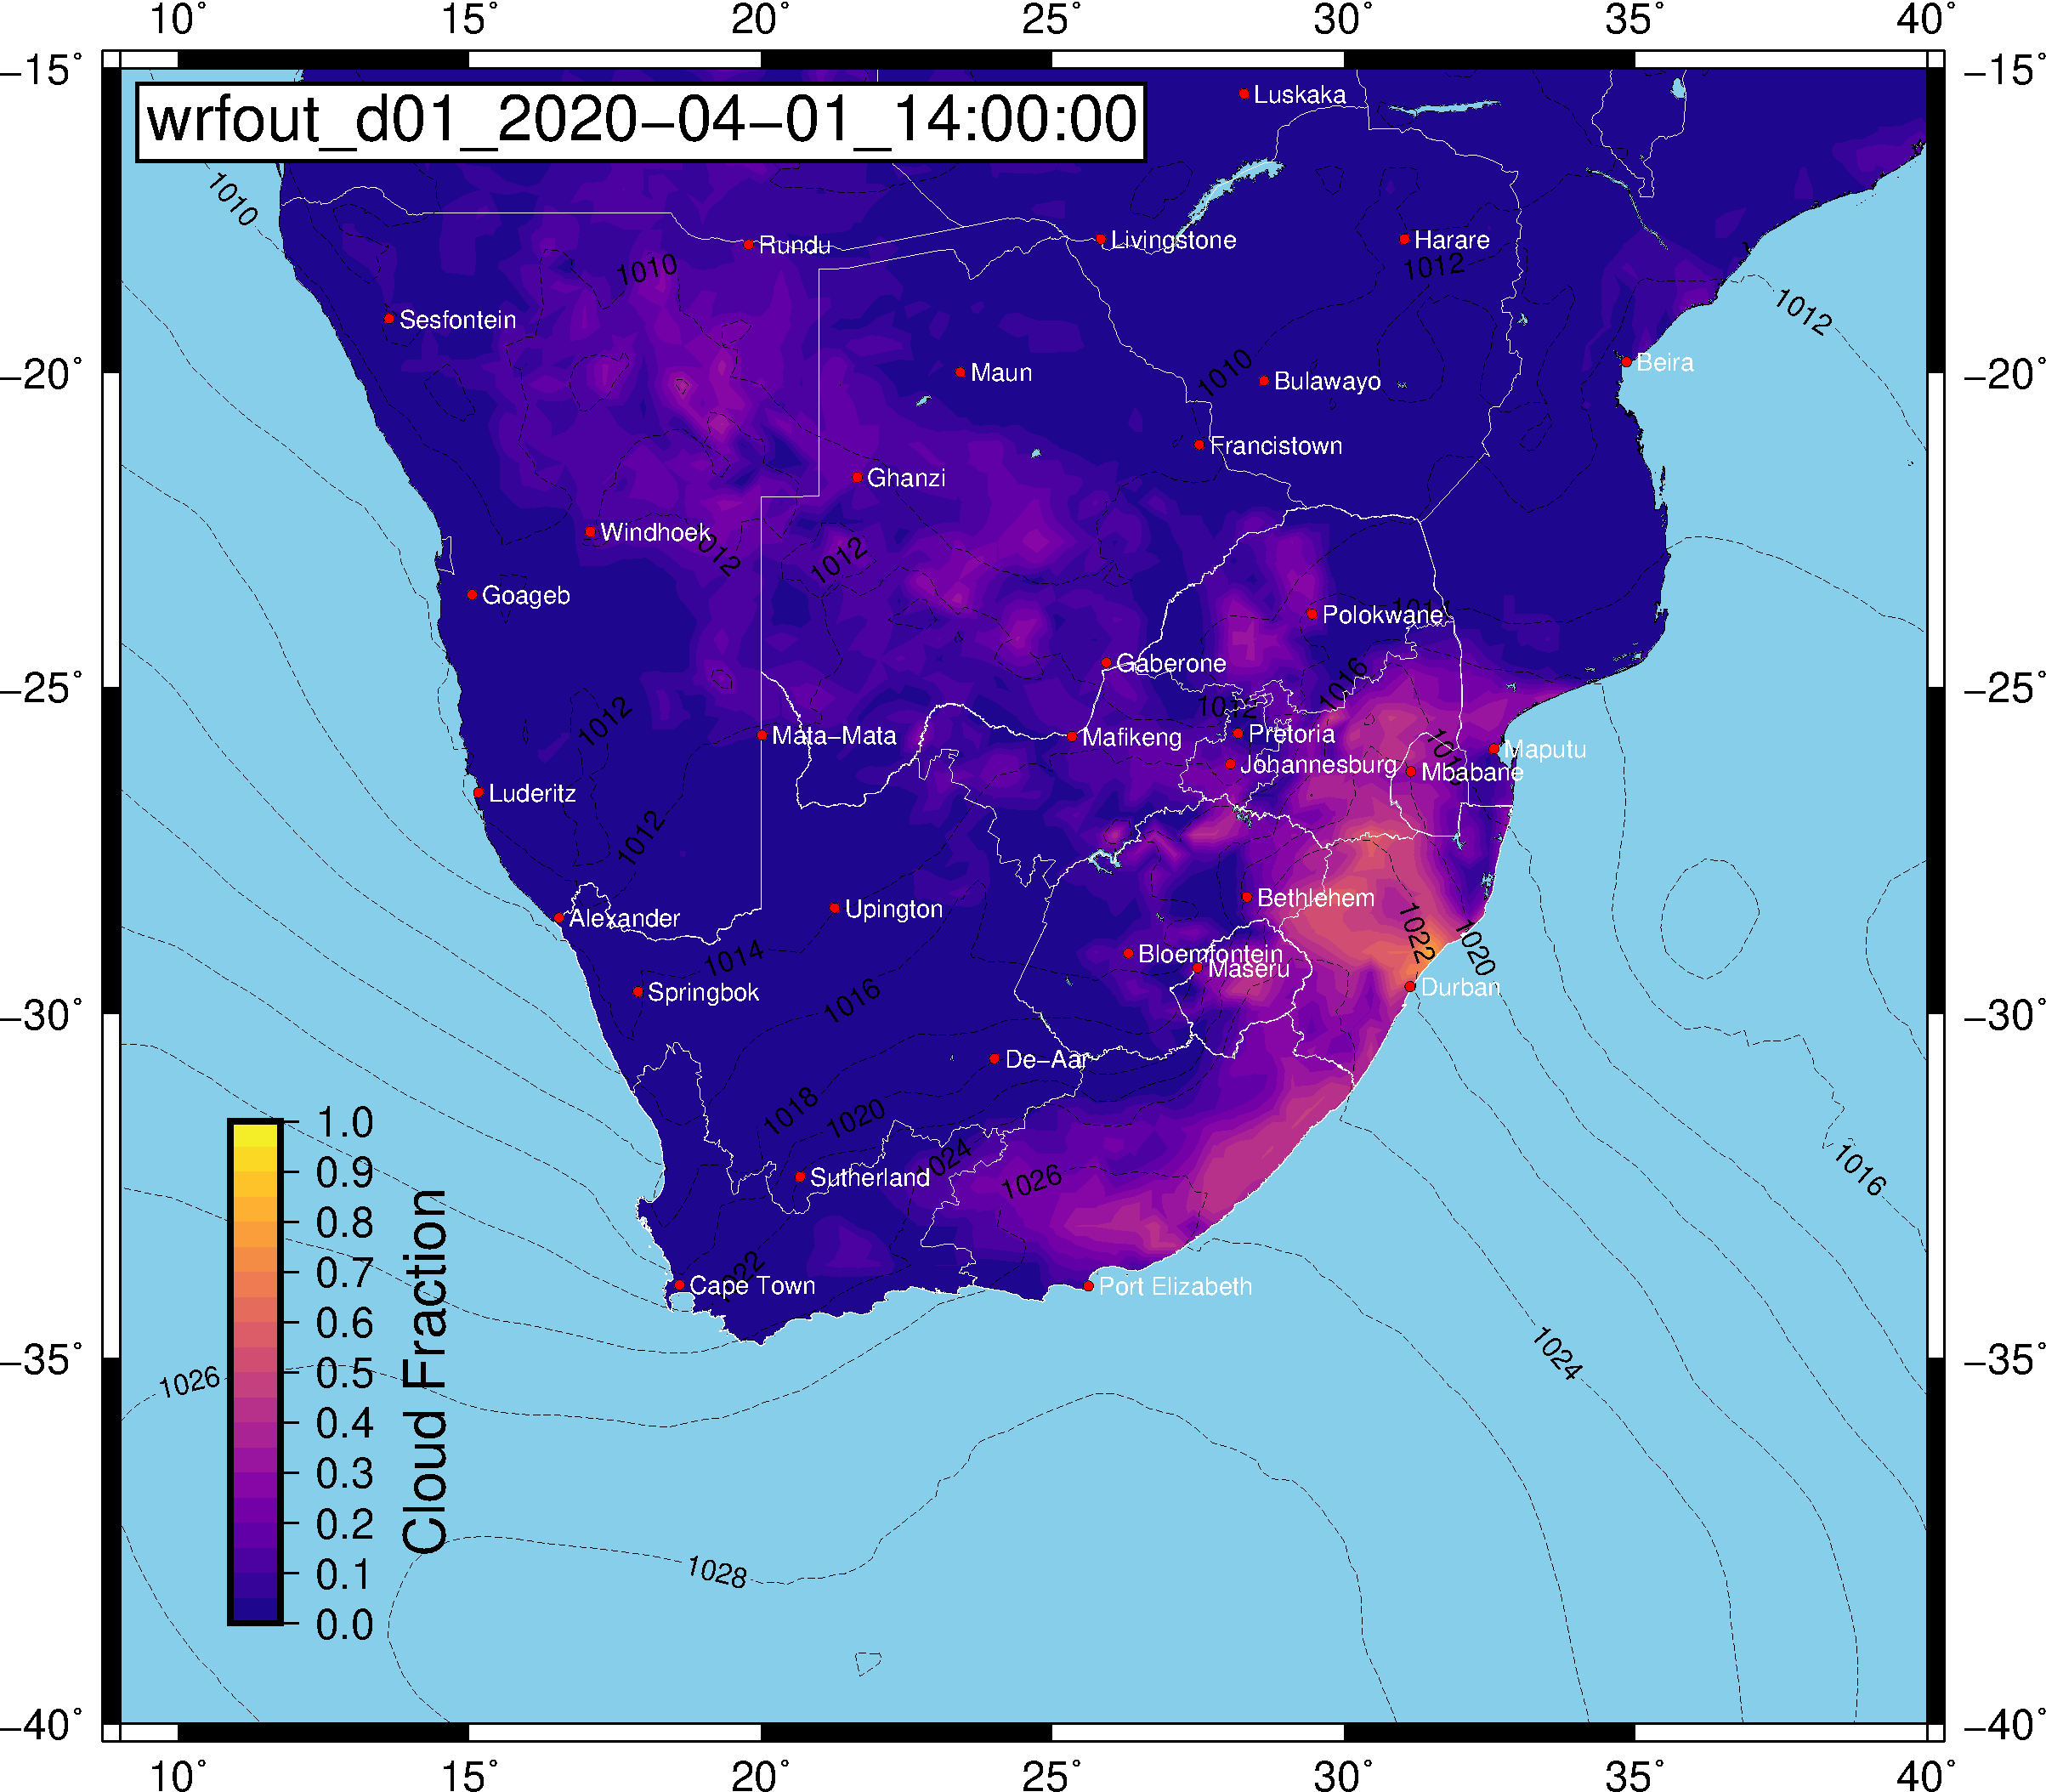 10° 15° 20° 25° 30° 35° 40°
−15° −15°
wrfout_d01_2020−04−01_14:00:00
Luskaka
1010
Rundu
Livingstone
Harare
1010
1012
1012
Sesfontein
Beira
−20° −20°
Maun
1010
Bulawayo
Francistown
Ghanzi
Windhoek
1012
1012
Goageb
Polokwane
Gaberone
−25° −25°
1016
1012
1012
Mata−Mata
Mafikeng
Pretoria
Maputu
Johannesburg
Mbabane
Luderitz
1012
Bethlehem
Upington
Alexander
1022
1020
1014
Bloemfontein
Maseru
Springbok
1016
Durban
−30° −30°
De−Aar
1018
1020
1024
1026
1016
Sutherland
1022
Cape Town
Port Elizabeth
1024
−35° −35°
1026
1028
1.0
0.9
0.8
0.7
0.6
0.5
0.4
0.3
0.2
0.1
0.0
Cloud Fraction
−40° −40°
10° 15° 20° 25° 30° 35° 40°